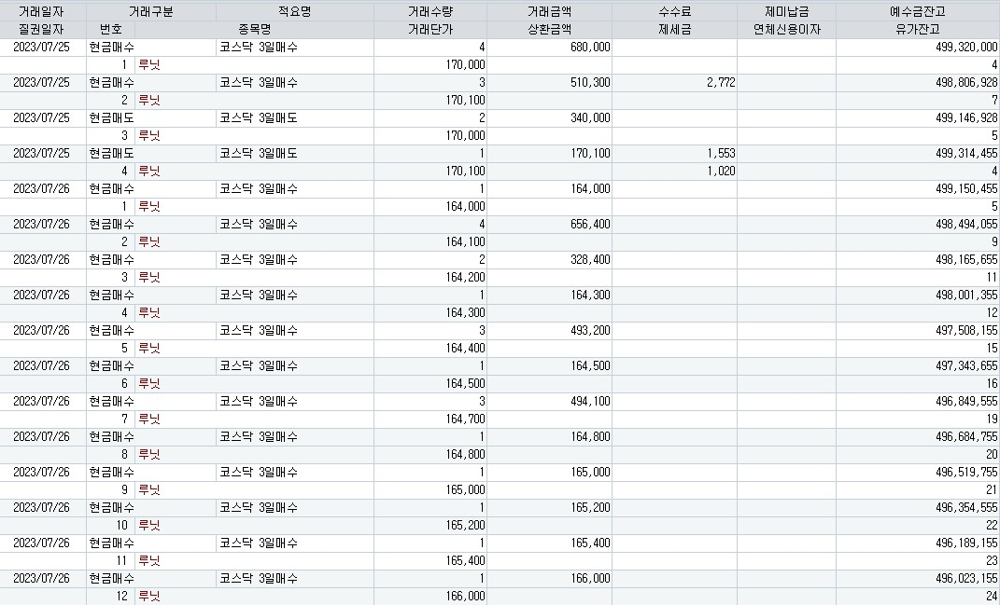 거래일자 거래구분 적요명 거래수량 거래금액 수수료 제미납금 예수금잔고
질권일자 번호 종목명 거래단가 상환금액 제세금 연체신용이자 유가잔고
2023/07/25 현금매수 코스닥 3일매수 4 680,000 499,320,000
1 루닛 170,000 4
2023/07/25 현금매수 코스닥 3일매수 3 510,300 2,772 498,806,928
2 루닛 170,100 7
2023/07/25 현금매도 코스닥 3일매도 2 340,000 499,146,928
3 루닛 170,000 5
2023/07/25 현금매도 코스닥 3일매도 1 170,100 1,553 499,314,455
4 루닛 170,100 1,020 4
2023/07/26 현금매수 코스닥 3일매수 1 164,000 499,150,455
1 루닛 164,000 5
2023/07/26 현금매수 코스닥 3일매수 4 656,400 498,494,055
2 루닛 164,100 9
2023/07/26 현금매수 코스닥 3일매수 2 328,400 498,165,655
3 루닛 164,200 11
2023/07/26 현금매수 코스닥 3일매수 1 164,300 498,001,355
4 루닛 164,300 12
2023/07/26 현금매수 코스닥 3일매수 3 493,200 497,508,155
5 루닛 164,400 15
2023/07/26 현금매수 코스닥 3일매수 1 164,500 497,343,655
6 루닛 164,500 16
2023/07/26 현금매수 코스닥 3일매수 3 494,100 496,849,555
7 루닛 164,700 19
2023/07/26 현금매수 코스닥 3일매수 1 164,800 496,684,755
8 루닛 164,800 20
2023/07/26 현금매수 코스닥 3일매수 1 165,000 496,519,755
9 루닛 165,000 21
2023/07/26 현금매수 코스닥 3일매수 1 165,200 496,354,555
10 루닛 165,200 22
2023/07/26 현금매수 코스닥 3일매수 1 165,400 496,189,155
11 루닛 165,400 23
2023/07/26 현금매수 코스닥 3일매수 1 166,000 496,023,155
12 루닛 166,000 24